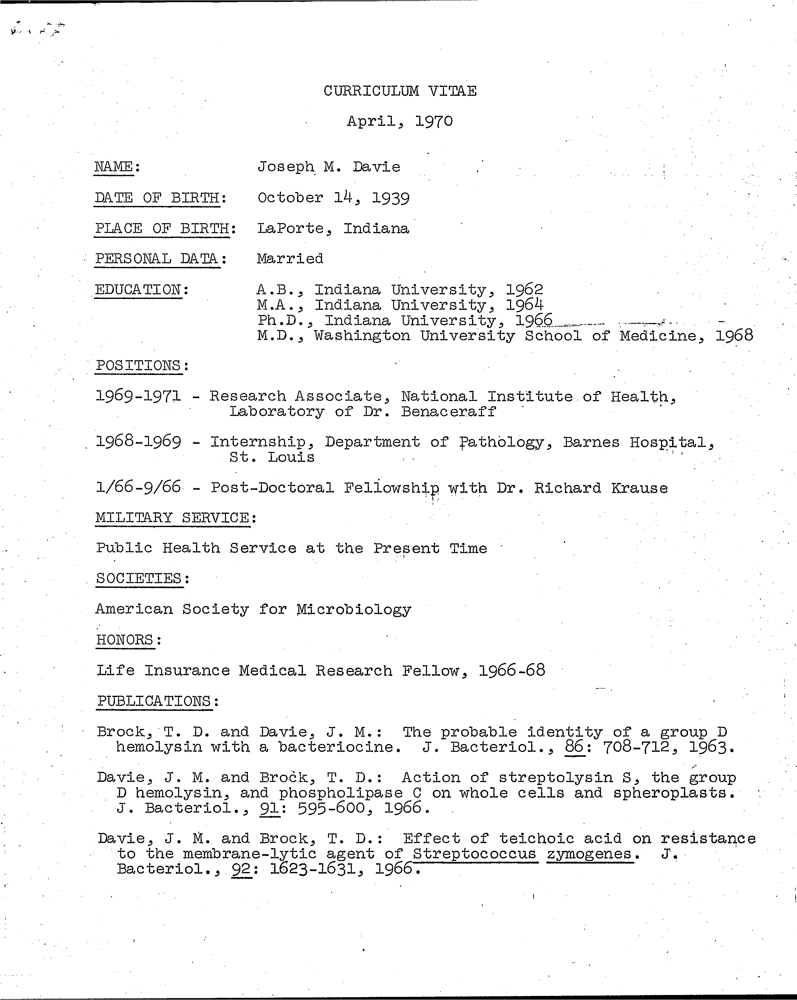 CURRICULUM VITAE
April, 1970
NAME: Joseph M. Davie
DATE OF BIRTH: October 14, 1939
PLACE OF BIRTH: LaPorte, Indiana
PERSONAL DATA: Married
EDUCATION: A.B., Indiana University, 1962
M.A., Indiana University, 1964
Ph.D., Indiana University, 1966
M.D., Washington University School of Medicine, 1968
POSITIONS:
1969-1971 - Research Associate, National Institute of Health,
Laboratory of Dr. Benaceraff
1968-1969 - Internship, Department of Pathology, Barnes Hospital,
St. Louis
1/66-9/66 - Post-Doctoral Fellowship with Dr. Richard Krause
MILITARY SERVICE:
Public Health Service at the Present Time
SOCIETIES:
American Society for Microbiology
HONORS:
Life Insurance Medical Research Fellow, 1966-68
PUBLICATIONS:
Brock, T. D. and Davie, J. M.: The probable identity of a group D
hemolysin with a bacteriocine. J. Bacteriol., 86: 708-712, 1963.
Davie, J. M. and Brock, T. D.: Action of streptolysin S, the group
D hemolysin, and phospholipase C on whole cells and spheroplasts.
J. Bacteriol., 91: 595-600, 1966.
Davie, J. M. and Brock, T. D.: Effect of teichoic acid on resistance
to the membrane-lytic agent of Streptococcus zymogenes. J.
Bacteriol., 92: 1623-1631, 1966.